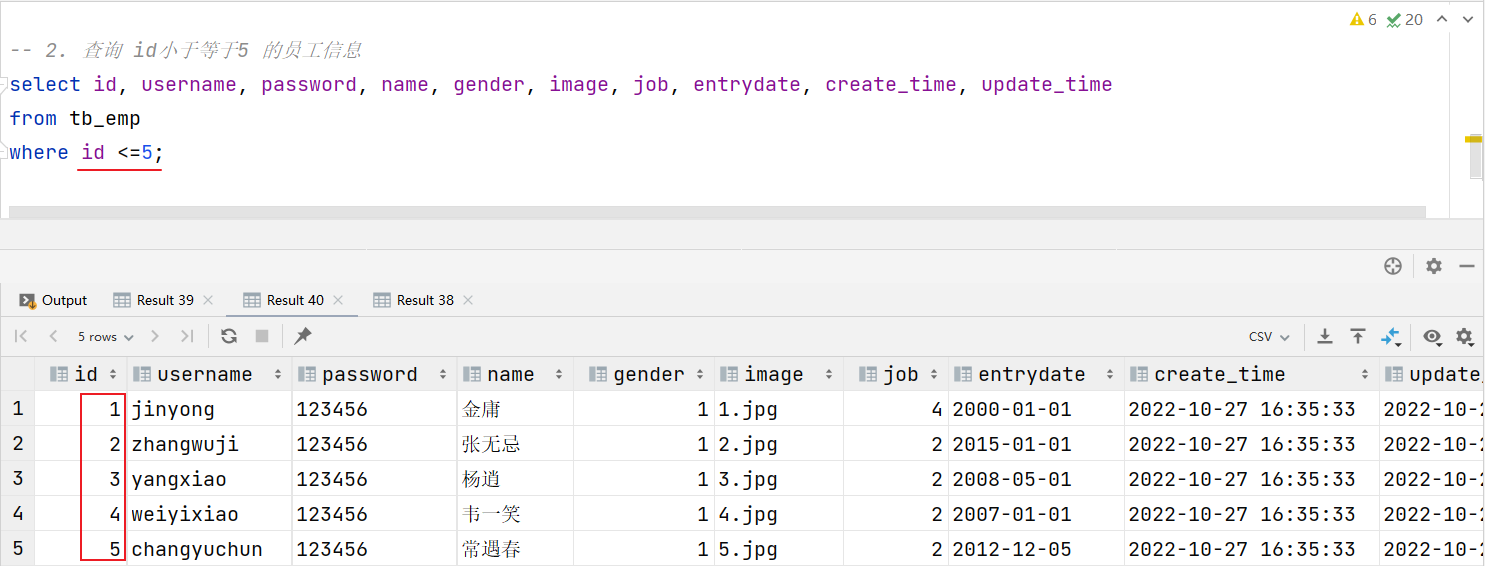 6 20
-- 2. 查询 id小于等于5 的员工信息
select id, username, password, name, gender, image, job, entrydate, create_time, update_time
from tb_emp
where id <=5;
Output Result 39 Result 40 Result 38
5 rows CSV
id username password name gender image job entrydate create_time update_
1 1 jinyong 123456 金庸 1 1.jpg 4 2000-01-01 2022-10-27 16:35:33 2022-10-2
2 2 zhangwuji 123456 张无忌 1 2.jpg 2 2015-01-01 2022-10-27 16:35:33 2022-10-2
3 3 yangxiao 123456 杨逍 1 3.jpg 2 2008-05-01 2022-10-27 16:35:33 2022-10-2
4 4 weiyixiao 123456 韦一笑 1 4.jpg 2 2007-01-01 2022-10-27 16:35:33 2022-10-2
5 5 changyuchun 123456 常遇春 1 5.jpg 2 2012-12-05 2022-10-27 16:35:33 2022-10-2